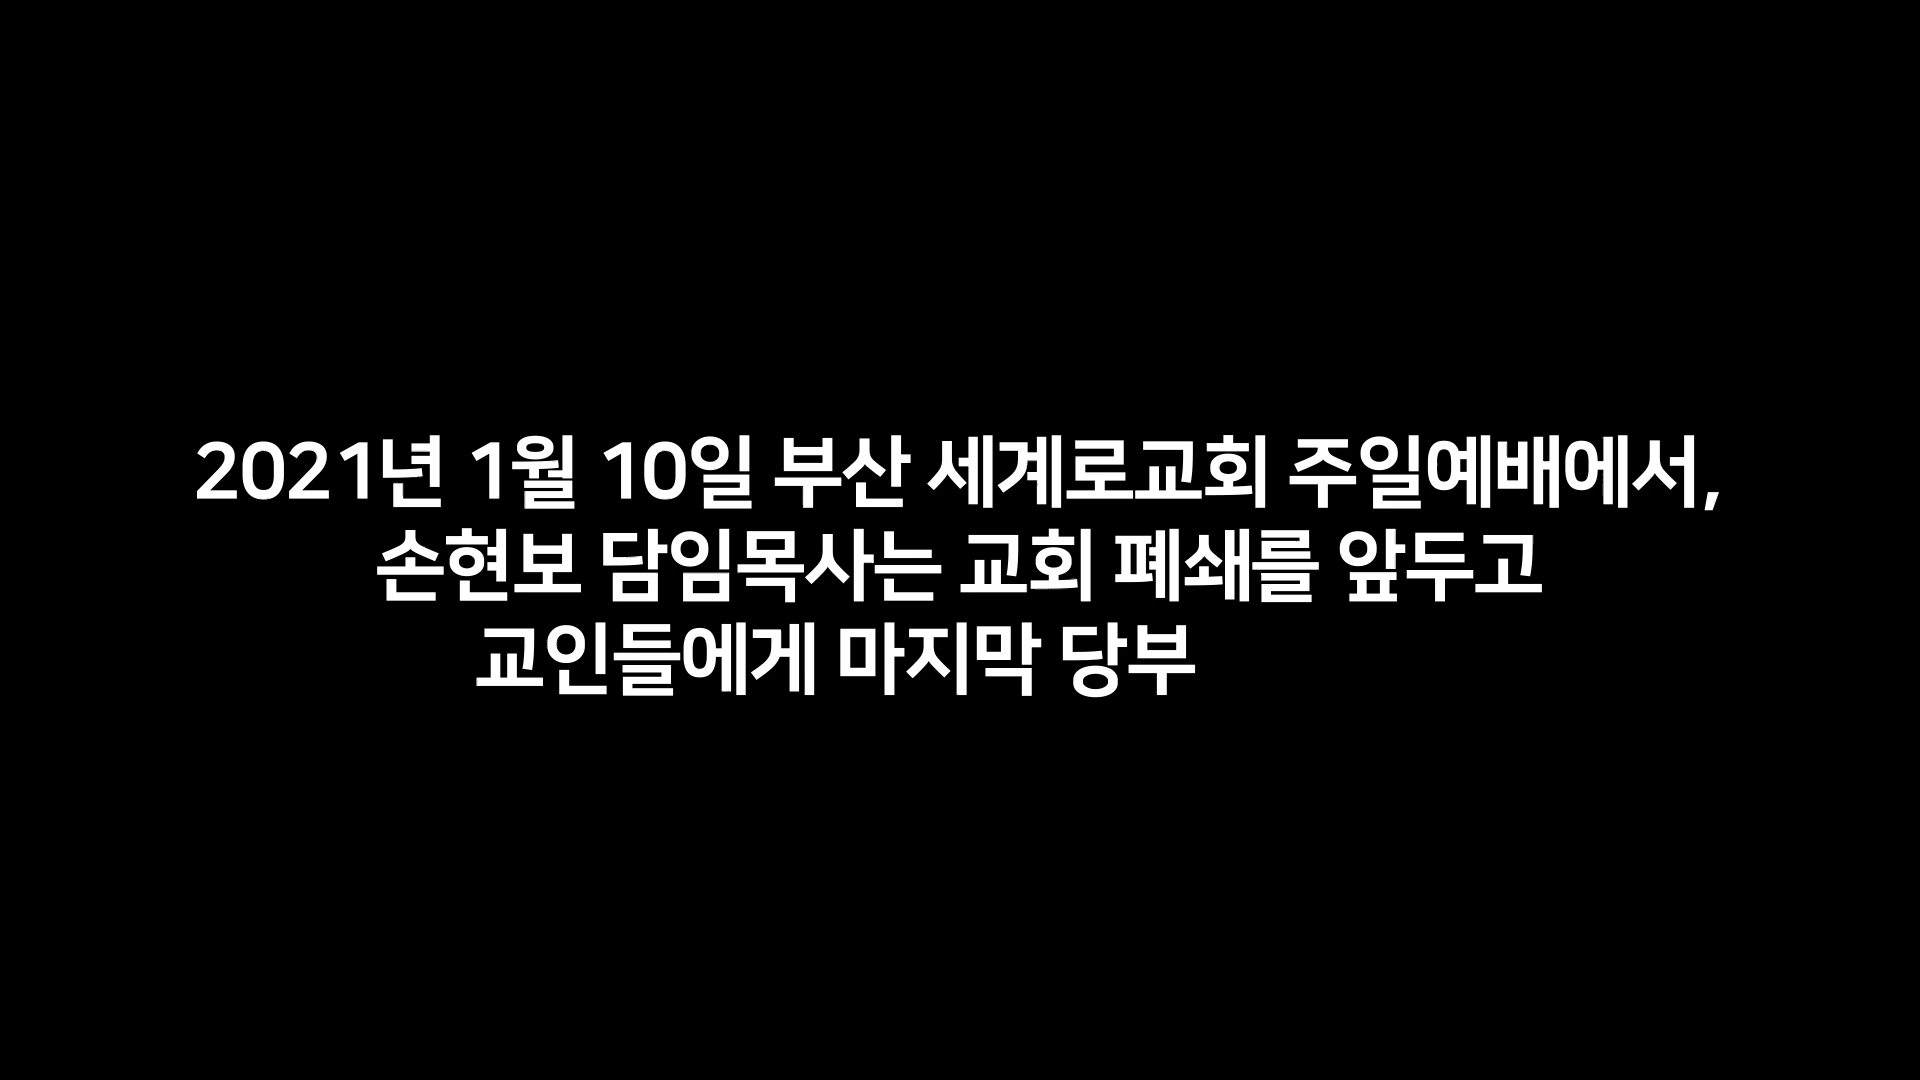 2021년 1월 10일 부산 세계로교회 주일예배에서,
손현보 담임목사는 교회 폐쇄를 앞두고
교인들에게 마지막 당부